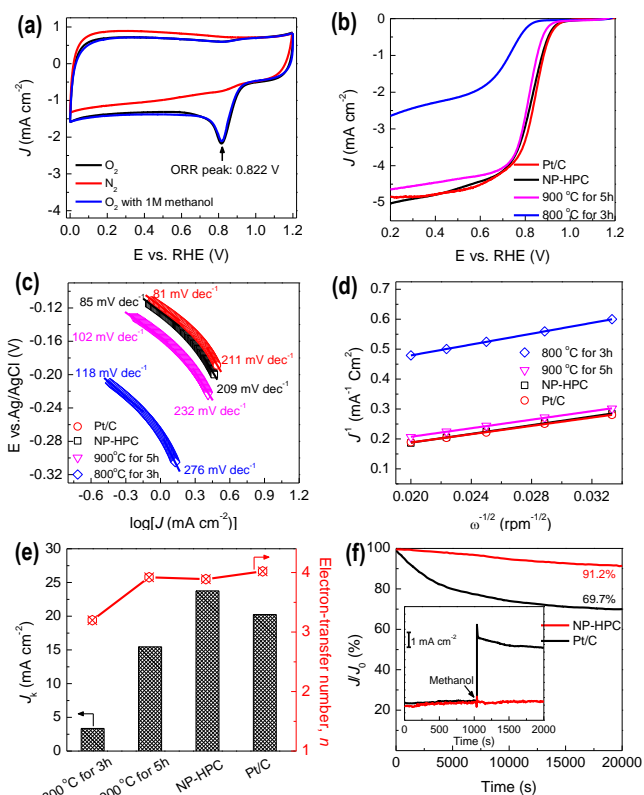 (a)
2
1
0
-1
-2
-3
-4
J (mA cm⁻²)
ORR peak: 0.822 V
O₂
N₂
O₂ with 1M methanol
0.0 0.2 0.4 0.6 0.8 1.0 1.2
E vs. RHE (V)
(b)
0
-1
-2
-3
-4
-5
J (mA cm⁻²)
Pt/C
NP-HPC
900 °C for 5h
800 °C for 3h
0.2 0.4 0.6 0.8 1.0 1.2
E vs. RHE (V)
(c)
-0.12
-0.16
-0.20
-0.24
-0.28
-0.32
E vs.Ag/AgCl (V)
81 mV dec⁻¹
85 mV dec⁻¹
102 mV dec⁻¹
118 mV dec⁻¹
211 mV dec⁻¹
209 mV dec⁻¹
232 mV dec⁻¹
276 mV dec⁻¹
Pt/C
NP-HPC
900°C for 5h
800°C for 3h
-0.9 -0.6 -0.3 0.0 0.3 0.6 0.9
log[J (mA cm⁻²)]
(d)
0.6
0.5
0.4
0.3
0.2
0.1
J⁻¹ (mA⁻¹ Cm²)
800 °C for 3h
900 °C for 5h
NP-HPC
Pt/C
0.020 0.024 0.028 0.032
ω⁻¹/² (rpm⁻¹/²)
(e)
30
25
20
15
10
5
0
Jₖ (mA cm⁻²)
4
3
2
1
Electron-transfer number, n
00 °C for 3h
00 °C for 5h
NP-HPC
Pt/C
(f)
100
80
60
40
20
J/J₀ (%)
91.2%
69.7%
NP-HPC
Pt/C
1 mA cm⁻²
Methanol
0 500 1000 1500 2000
Time (s)
0 5000 10000 15000 20000
Time (s)